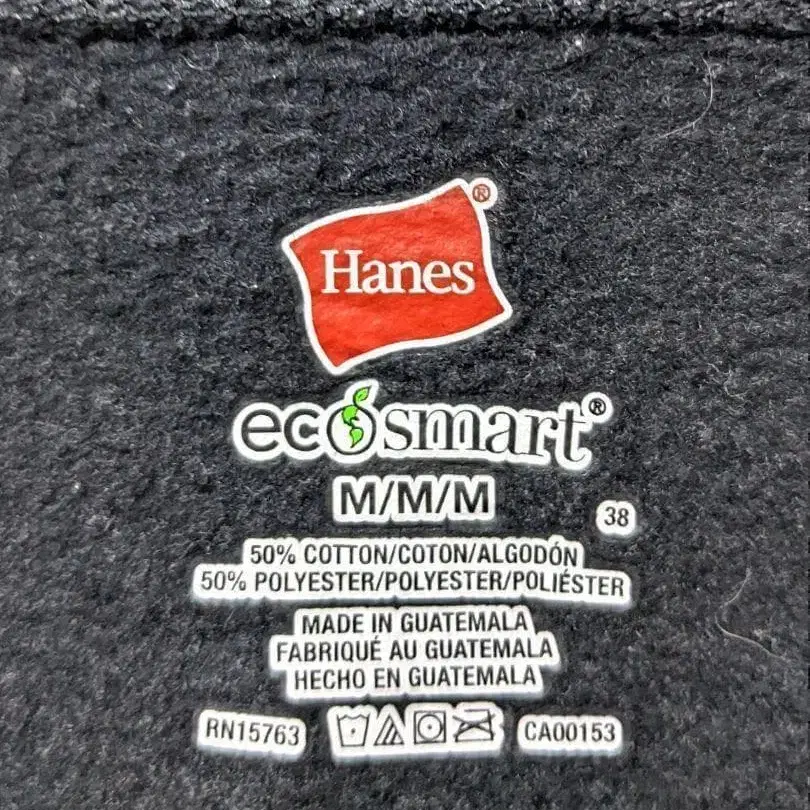 Hanes®
ecosmart®
M/M/M
38
50% COTTON/COTON/ALGODÓN
50% POLYESTER/POLYESTER/POLIÉSTER
MADE IN GUATEMALA
FABRIQUÉ AU GUATEMALA
HECHO EN GUATEMALA
RN15763 CA00153